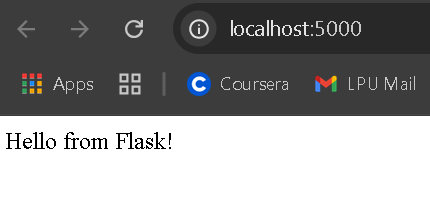 localhost:5000
Apps Coursera LPU Mail
Hello from Flask!